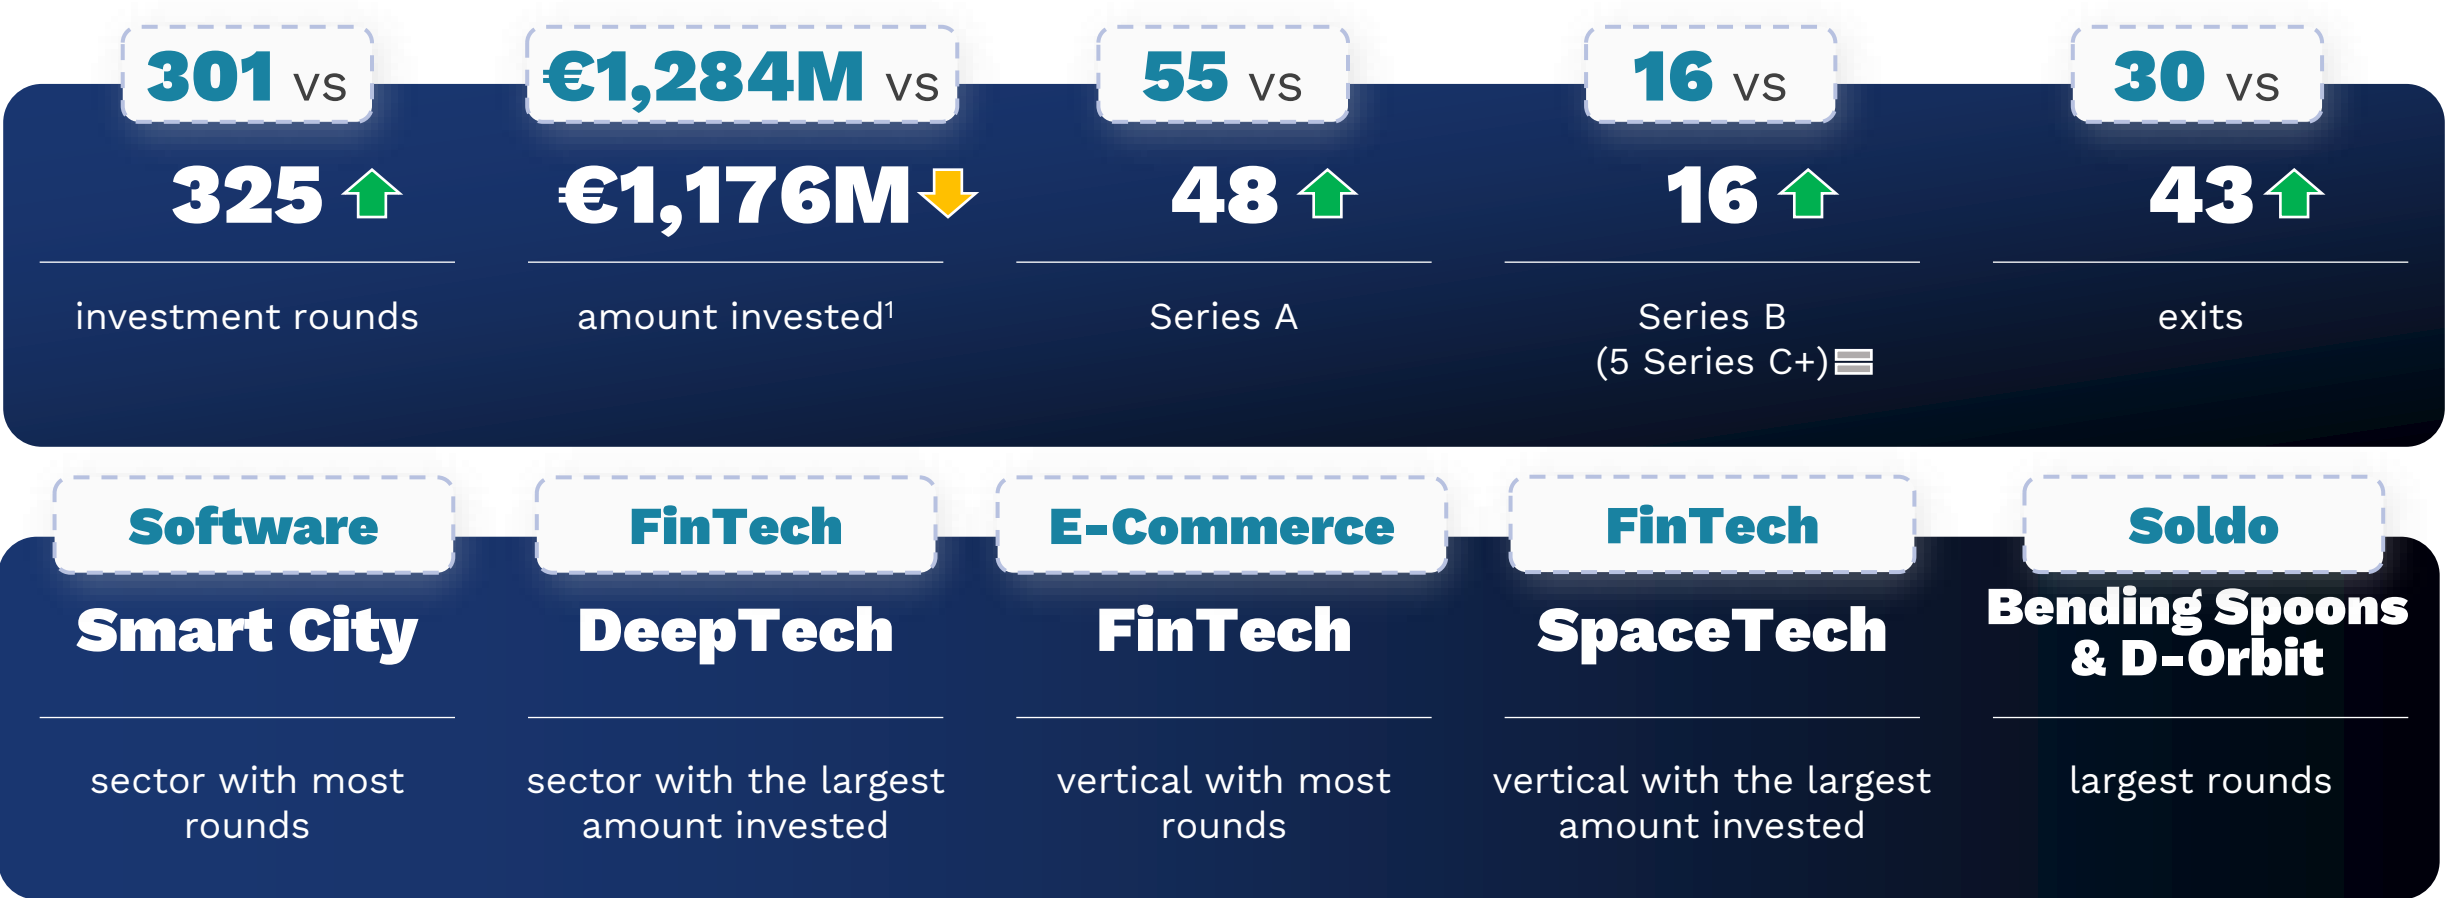 301 vs
325
investment rounds
€1,284M vs
€1,176M
amount invested¹
55 vs
48
Series A
16 vs
16
Series B
(5 Series C+)
30 vs
43
exits
Software
Smart City
sector with most
rounds
FinTech
DeepTech
sector with the largest
amount invested
E-Commerce
FinTech
vertical with most
rounds
FinTech
SpaceTech
vertical with the largest
amount invested
Soldo
Bending Spoons
& D-Orbit
largest rounds